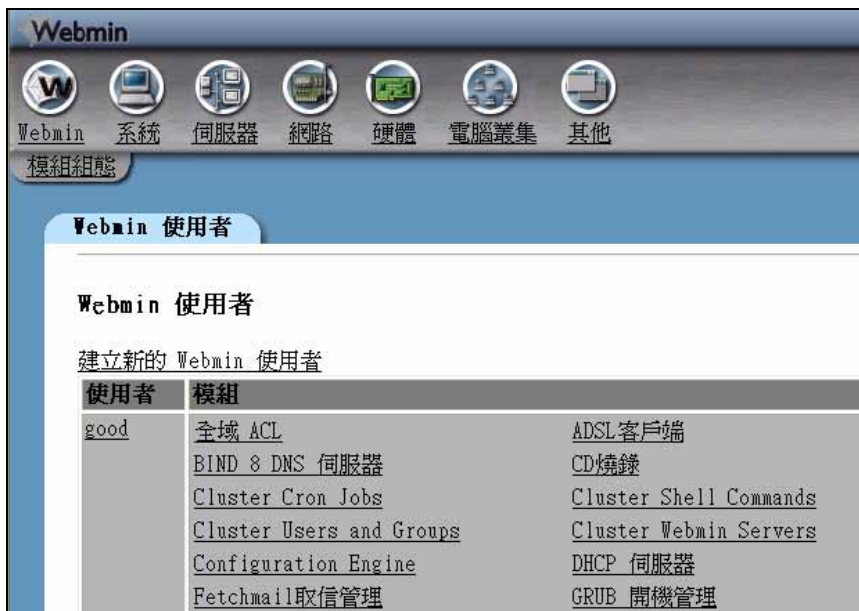 Webmin
Webmin 系統 伺服器 網路 硬體 電腦叢集 其他
模組組態
Webmin 使用者
Webmin 使用者
建立新的 Webmin 使用者
使用者 模組
good 全域 ACL ADSL客戶端
BIND 8 DNS 伺服器 CD燒錄
Cluster Cron Jobs Cluster Shell Commands
Cluster Users and Groups Cluster Webmin Servers
Configuration Engine DHCP 伺服器
Fetchmail取信管理 GRUB 開機管理